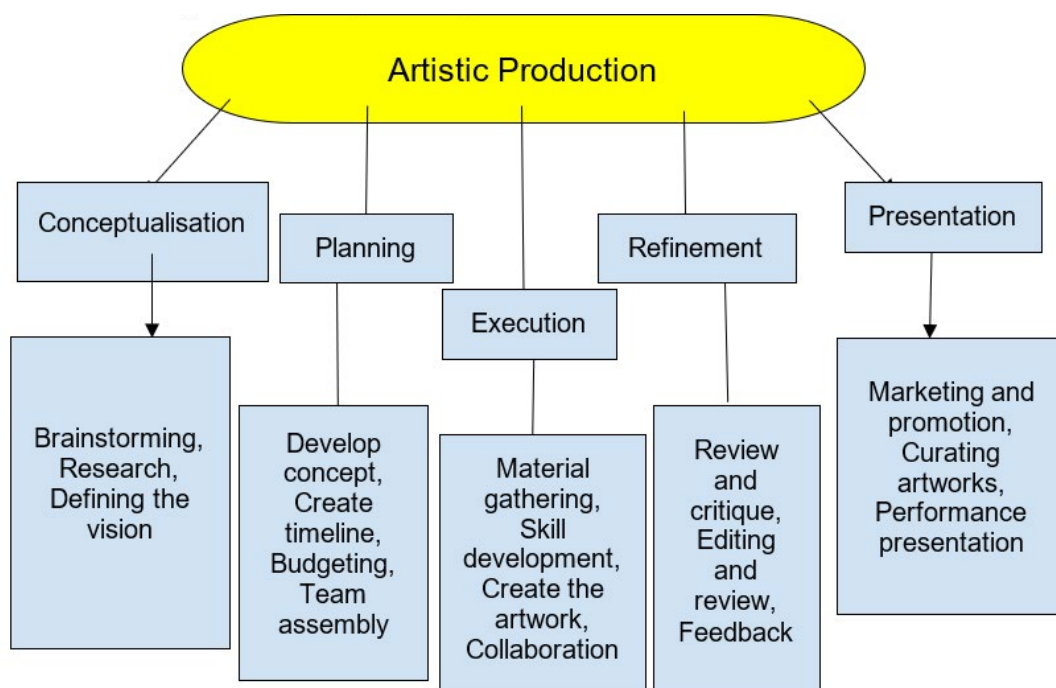 Artistic Production
Conceptualisation
Planning
Execution
Refinement
Presentation
Brainstorming,
Research,
Defining the
vision
Develop
concept,
Create
timeline,
Budgeting,
Team
assembly
Material
gathering,
Skill
development,
Create the
artwork,
Collaboration
Review
and
critique,
Editing
and
review,
Feedback
Marketing and
promotion,
Curating
artworks,
Performance
presentation